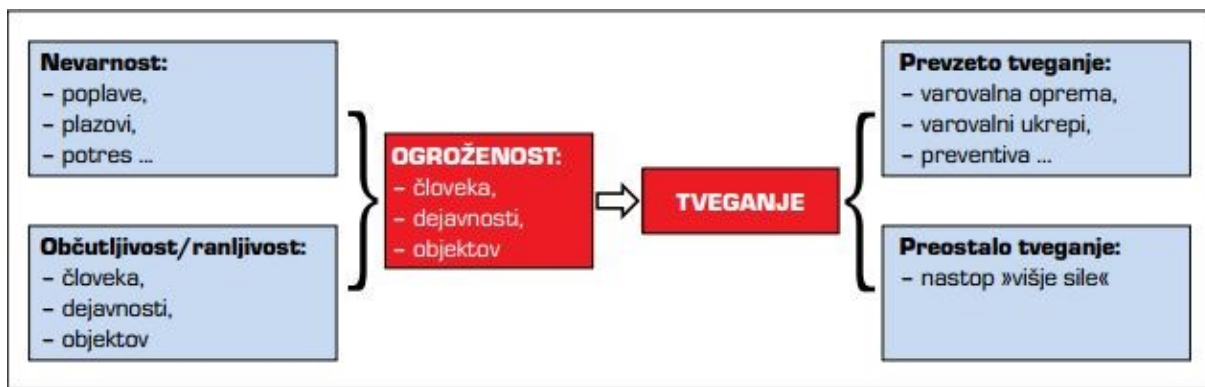 Nevarnost:
– poplave,
– plazovi,
– potres ...
Občutljivost/ranljivost:
– človeka,
– dejavnosti,
– objektov
OGROŽENOST:
– človeka,
– dejavnosti,
– objektov
TVEGANJE
Prevzeto tveganje:
– varovalna oprema,
– varovalni ukrepi,
– preventiva ...
Preostalo tveganje:
– nastop »višje sile«